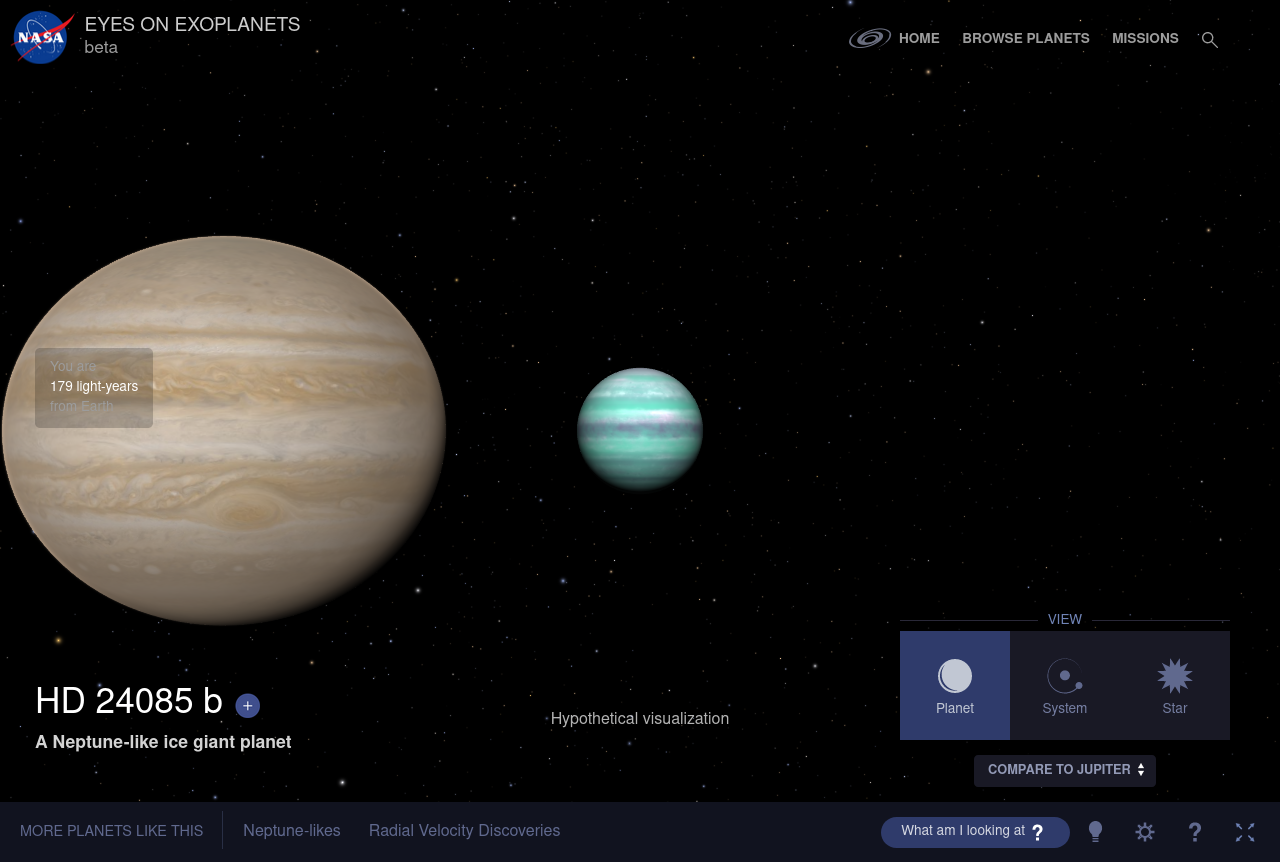 NASA
EYES ON EXOPLANETS
beta
HOME
BROWSE PLANETS
MISSIONS
You are
179 light-years
from Earth
HD 24085 b +
A Neptune-like ice giant planet
Hypothetical visualization
VIEW
Planet
System
Star
COMPARE TO JUPITER
MORE PLANETS LIKE THIS
Neptune-likes
Radial Velocity Discoveries
What am I looking at ?
?